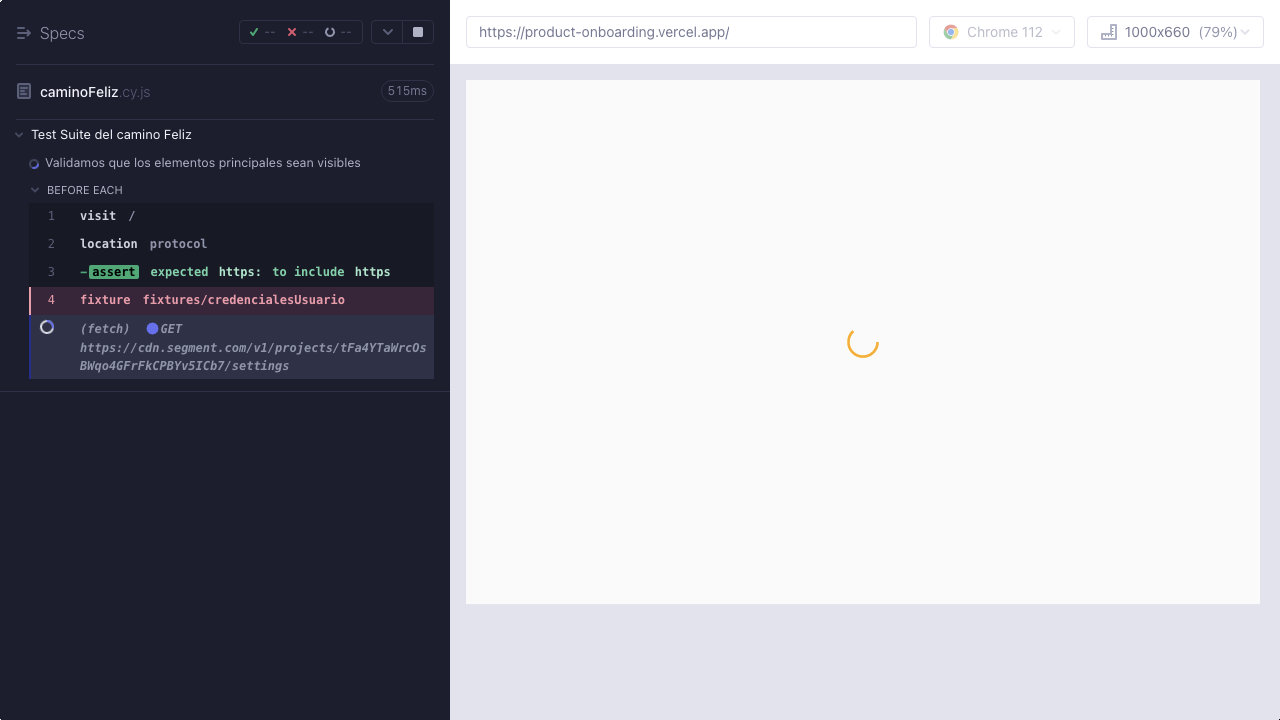 Specs
-- -- --
caminoFeliz.cy.js 515ms
Test Suite del camino Feliz
Validamos que los elementos principales sean visibles
BEFORE EACH
1 visit /
2 location protocol
3 -assert expected https: to include https
4 fixture fixtures/credencialesUsuario
(fetch) GET
https://cdn.segment.com/v1/projects/tFa4YTaWrcOs
BWqo4GFrFkCPBYv5ICb7/settings
https://product-onboarding.vercel.app/
Chrome 112
1000x660 (79%)